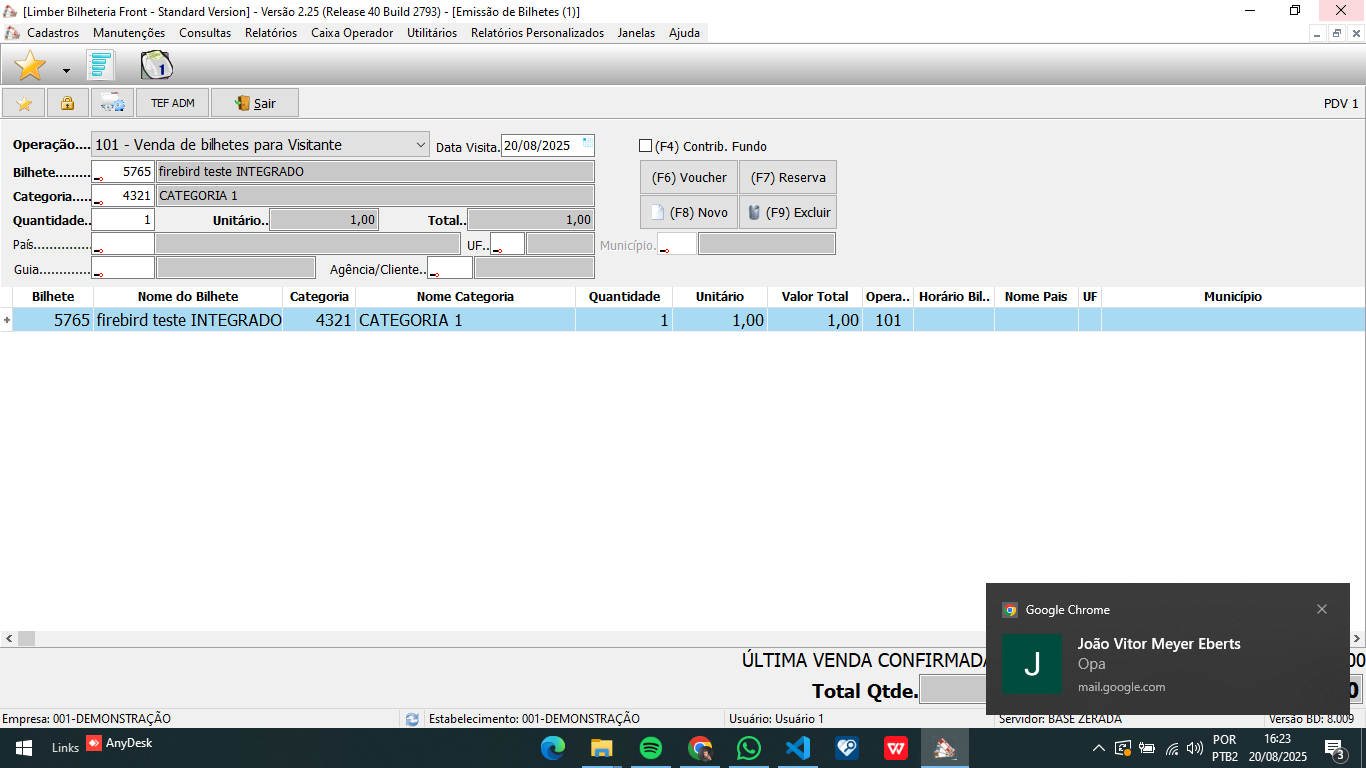 [Limber Bilheteria Front - Standard Version] - Versão 2.25 (Release 40 Build 2793) - [Emissão de Bilhetes (1)]
Cadastros Manutenções Consultas Relatórios Caixa Operador Utilitários Relatórios Personalizados Janelas Ajuda
1
TEF ADM Sair PDV 1
Operação.... 101 - Venda de bilhetes para Visitante Data Visita. 20/08/2025 (F4) Contrib. Fundo
Bilhete......... 5765 firebird teste INTEGRADO (F6) Voucher (F7) Reserva
Categoria..... 4321 CATEGORIA 1
Quantidade.. 1 Unitário.. 1,00 Total.. 1,00 (F8) Novo (F9) Excluir
País.............. UF.. Município.
Guia............. Agência/Cliente..
Bilhete Nome do Bilhete Categoria Nome Categoria Quantidade Unitário Valor Total Opera.. Horário Bil.. Nome Pais UF Município
5765 firebird teste INTEGRADO 4321 CATEGORIA 1 1 1,00 1,00 101
Google Chrome
João Vitor Meyer Eberts
J
Opa
mail.google.com
ÚLTIMA VENDA CONFIRMADA 00
Total Qtde. 0
Empresa: 001-DEMONSTRAÇÃO Estabelecimento: 001-DEMONSTRAÇÃO Usuário: Usuário 1 Servidor: BASE ZERADA Versão BD: 8.009
Links AnyDesk POR 16:23
PTB2 20/08/2025 3